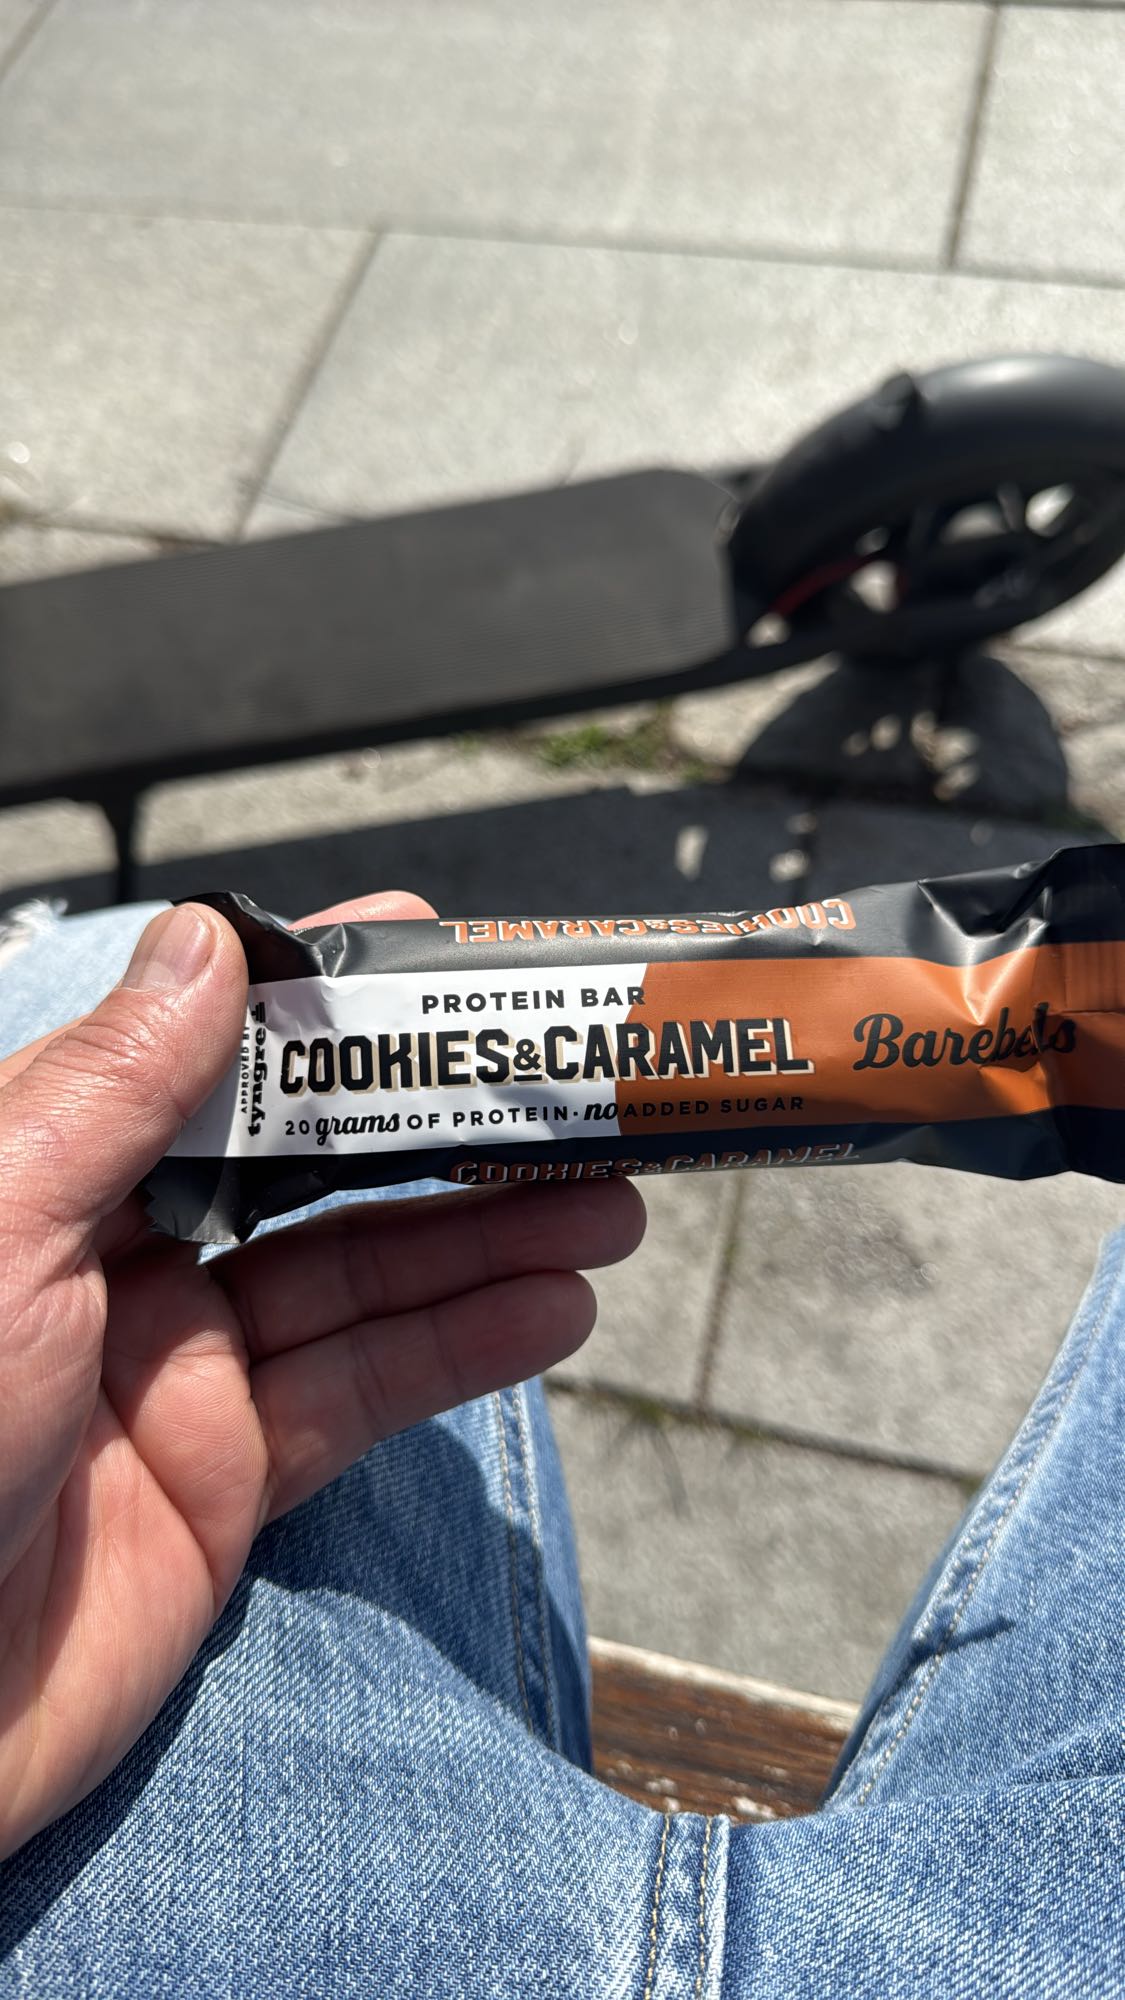 COOKIES&CARAMEL
PROTEIN BAR
COOKIES&CARAMEL
Barebells
20 grams OF PROTEIN · no ADDED SUGAR
APPROVED BY
tyngre
COOKIES&CARAMEL